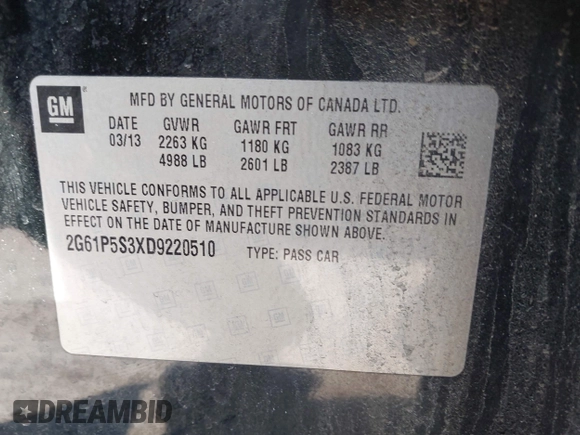 GM
MFD BY GENERAL MOTORS OF CANADA LTD.
DATE GVWR GAWR FRT GAWR RR
03/13 2263 KG 1180 KG 1083 KG
4988 LB 2601 LB 2387 LB
THIS VEHICLE CONFORMS TO ALL APPLICABLE U.S. FEDERAL MOTOR
VEHICLE SAFETY, BUMPER, AND THEFT PREVENTION STANDARDS IN
EFFECT ON THE DATE OF MANUFACTURE SHOWN ABOVE.
2G61P5S3XD9220510 TYPE: PASS CAR
DREAMBID